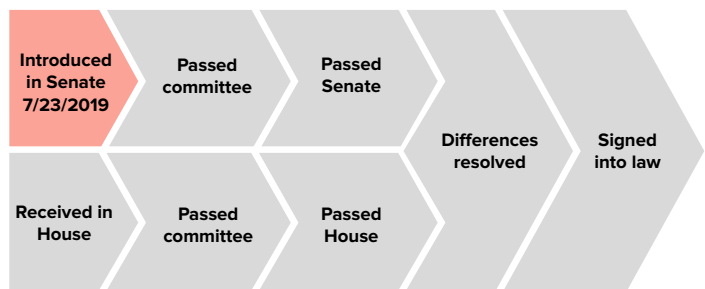 Introduced
in Senate
7/23/2019
Passed
committee
Passed
Senate
Received in
House
Passed
committee
Passed
House
Differences
resolved
Signed
into law